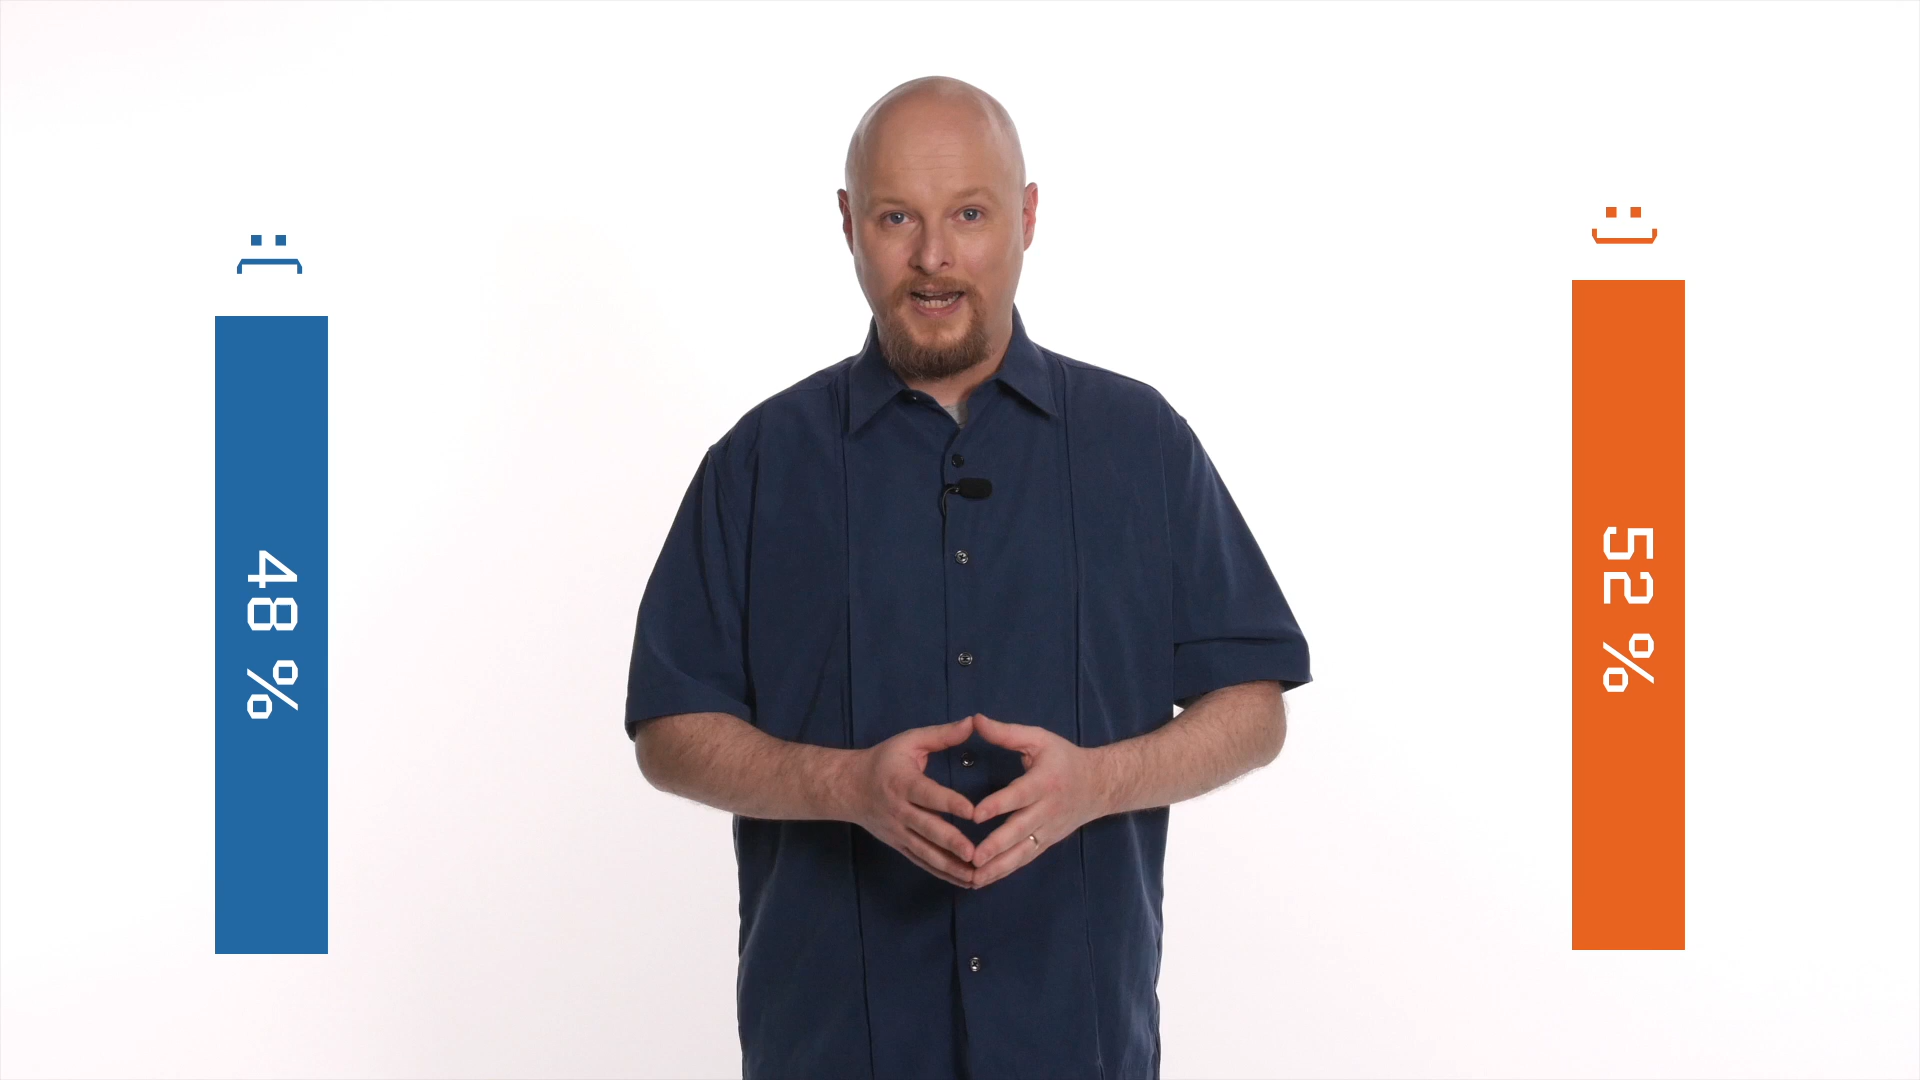 :(
48 %
:)
52 %